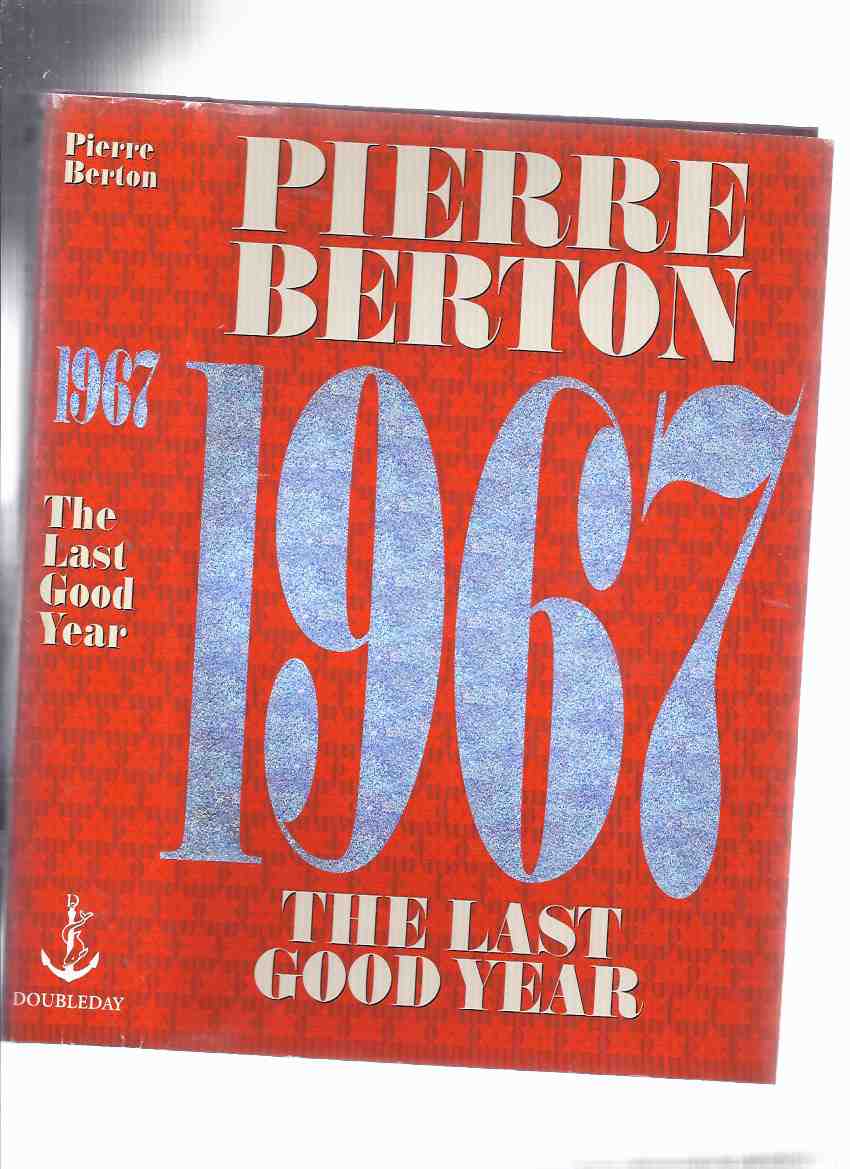 Pierre
Berton
1967
The
Last
Good
Year
DOUBLEDAY
PIERRE
BERTON
1967
THE LAST
GOOD YEAR